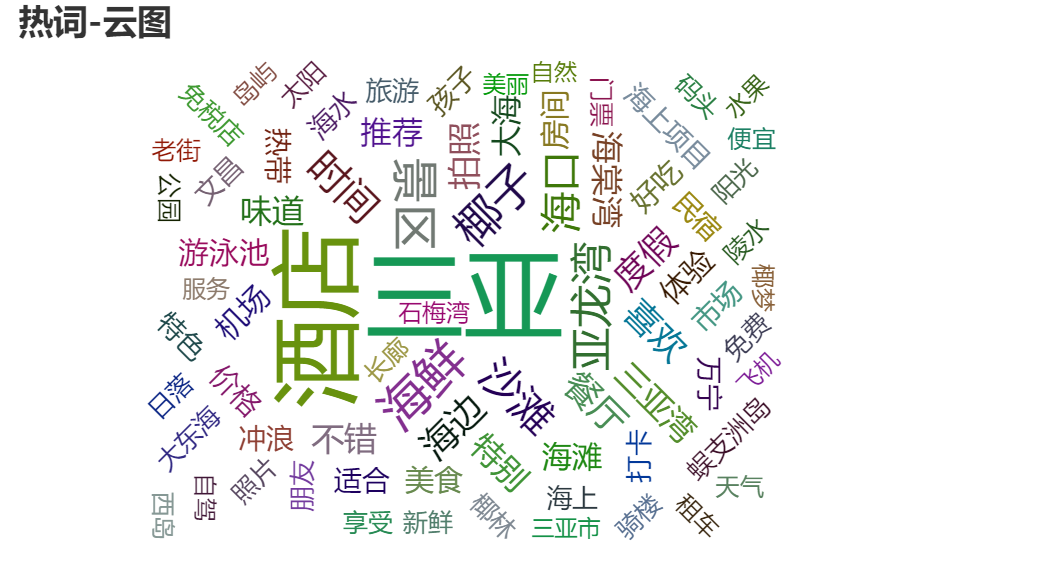 热词-云图
太阳
岛屿
免税店
旅游
孩子
美丽
自然
门票
码头
水果
海水
推荐
拍照
大海
房间
海上项目
便宜
老街
热带
文昌
公园
时间
景区
椰子
海口
海棠湾
好吃
民宿
阳光
味道
陵水
游泳池
酒店
三亚
亚龙湾
度假
体验
椰梦
服务
机场
石梅湾
喜欢
市场
免费
特色
长廊
海鲜
沙滩
餐厅
三亚湾
万宁
飞机
日落
价格
大东海
冲浪
不错
海边
特别
海滩
打卡
蜈支洲岛
照片
朋友
适合
美食
海上
天气
西岛
自驾
享受
新鲜
椰林
三亚市
骑楼
租车